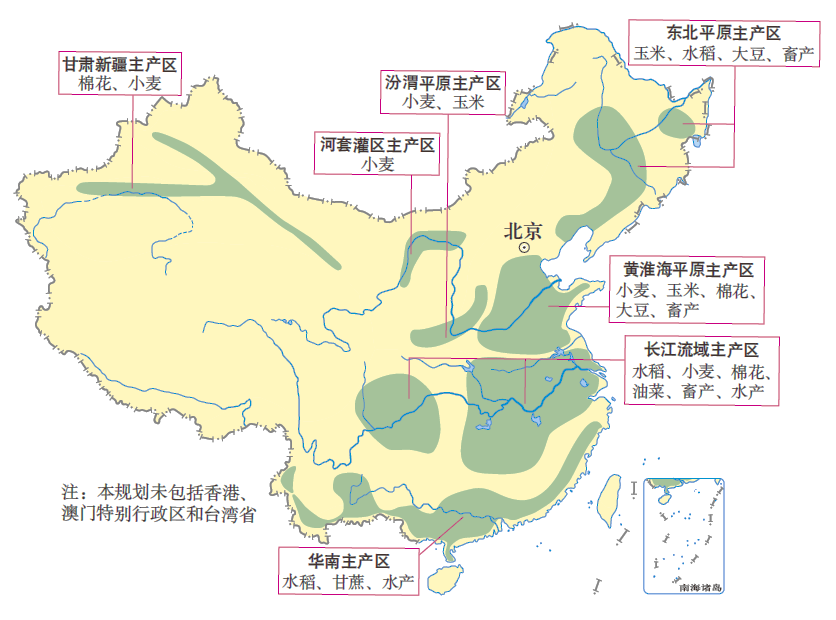 东北平原主产区
玉米、水稻、大豆、畜产
甘肃新疆主产区
棉花、小麦
汾渭平原主产区
小麦、玉米
河套灌区主产区
小麦
北京
黄淮海平原主产区
小麦、玉米、棉花、
大豆、畜产
长江流域主产区
水稻、小麦、棉花、
油菜、畜产、水产
注：本规划未包括香港、
澳门特别行政区和台湾省
华南主产区
水稻、甘蔗、水产
南海诸岛